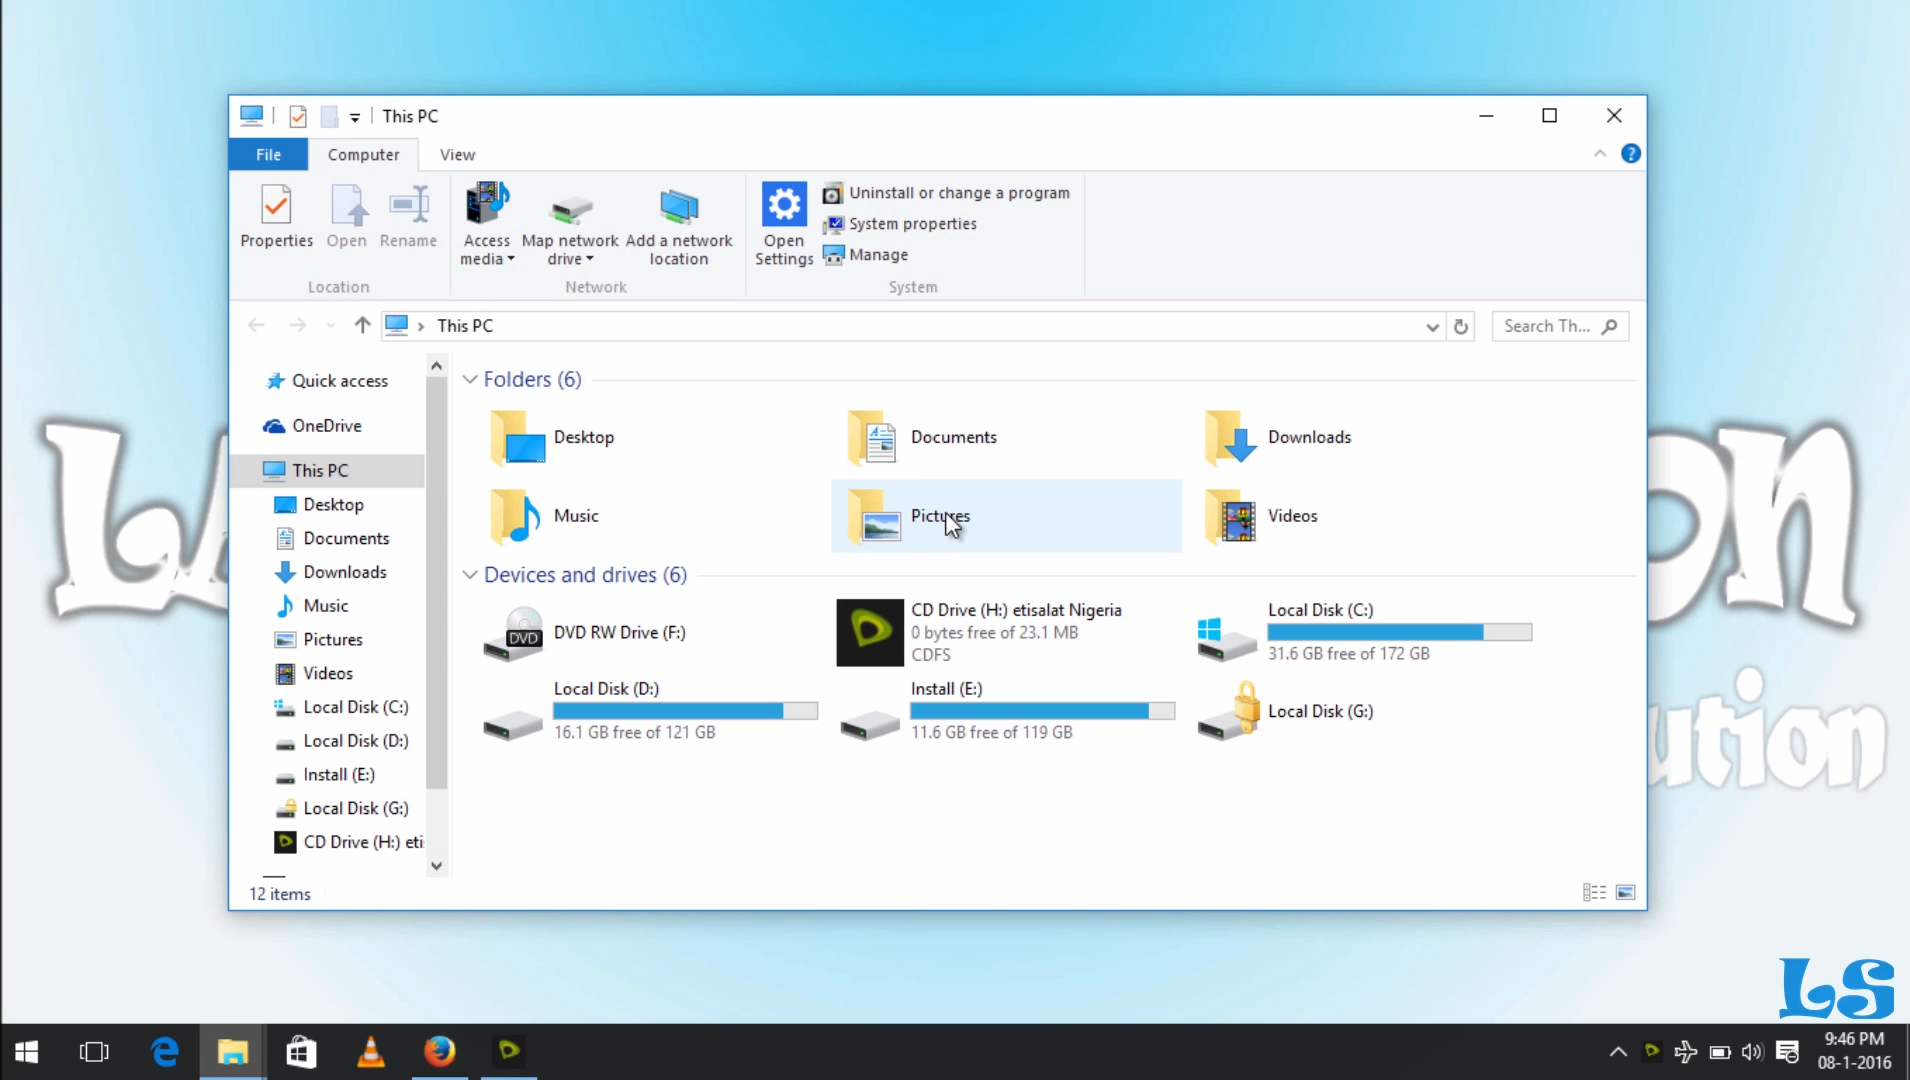 This PC
File Computer View
Properties Open Rename
Access media
Map network drive
Add a network location
Open Settings
Uninstall or change a program
System properties
Manage
Location Network System
This PC
Search Th...
Quick access
OneDrive
This PC
Desktop
Documents
Downloads
Music
Pictures
Videos
Local Disk (C:)
Local Disk (D:)
Install (E:)
Local Disk (G:)
CD Drive (H:) eti
Folders (6)
Desktop
Documents
Downloads
Music
Pictures
Videos
Devices and drives (6)
DVD
DVD RW Drive (F:)
CD Drive (H:) etisalat Nigeria
0 bytes free of 23.1 MB
CDFS
Local Disk (C:)
31.6 GB free of 172 GB
Local Disk (D:)
16.1 GB free of 121 GB
Install (E:)
11.6 GB free of 119 GB
Local Disk (G:)
12 items
LS
9:46 PM
08-1-2016